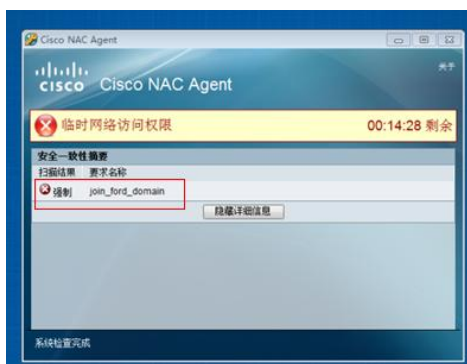 Cisco NAC Agent
关于
CISCO Cisco NAC Agent
临时网络访问权限 00:14:28 剩余
安全一致性摘要
扫描结果 要求名称
强制 join_ford_domain
隐藏详细信息
系统检查完成